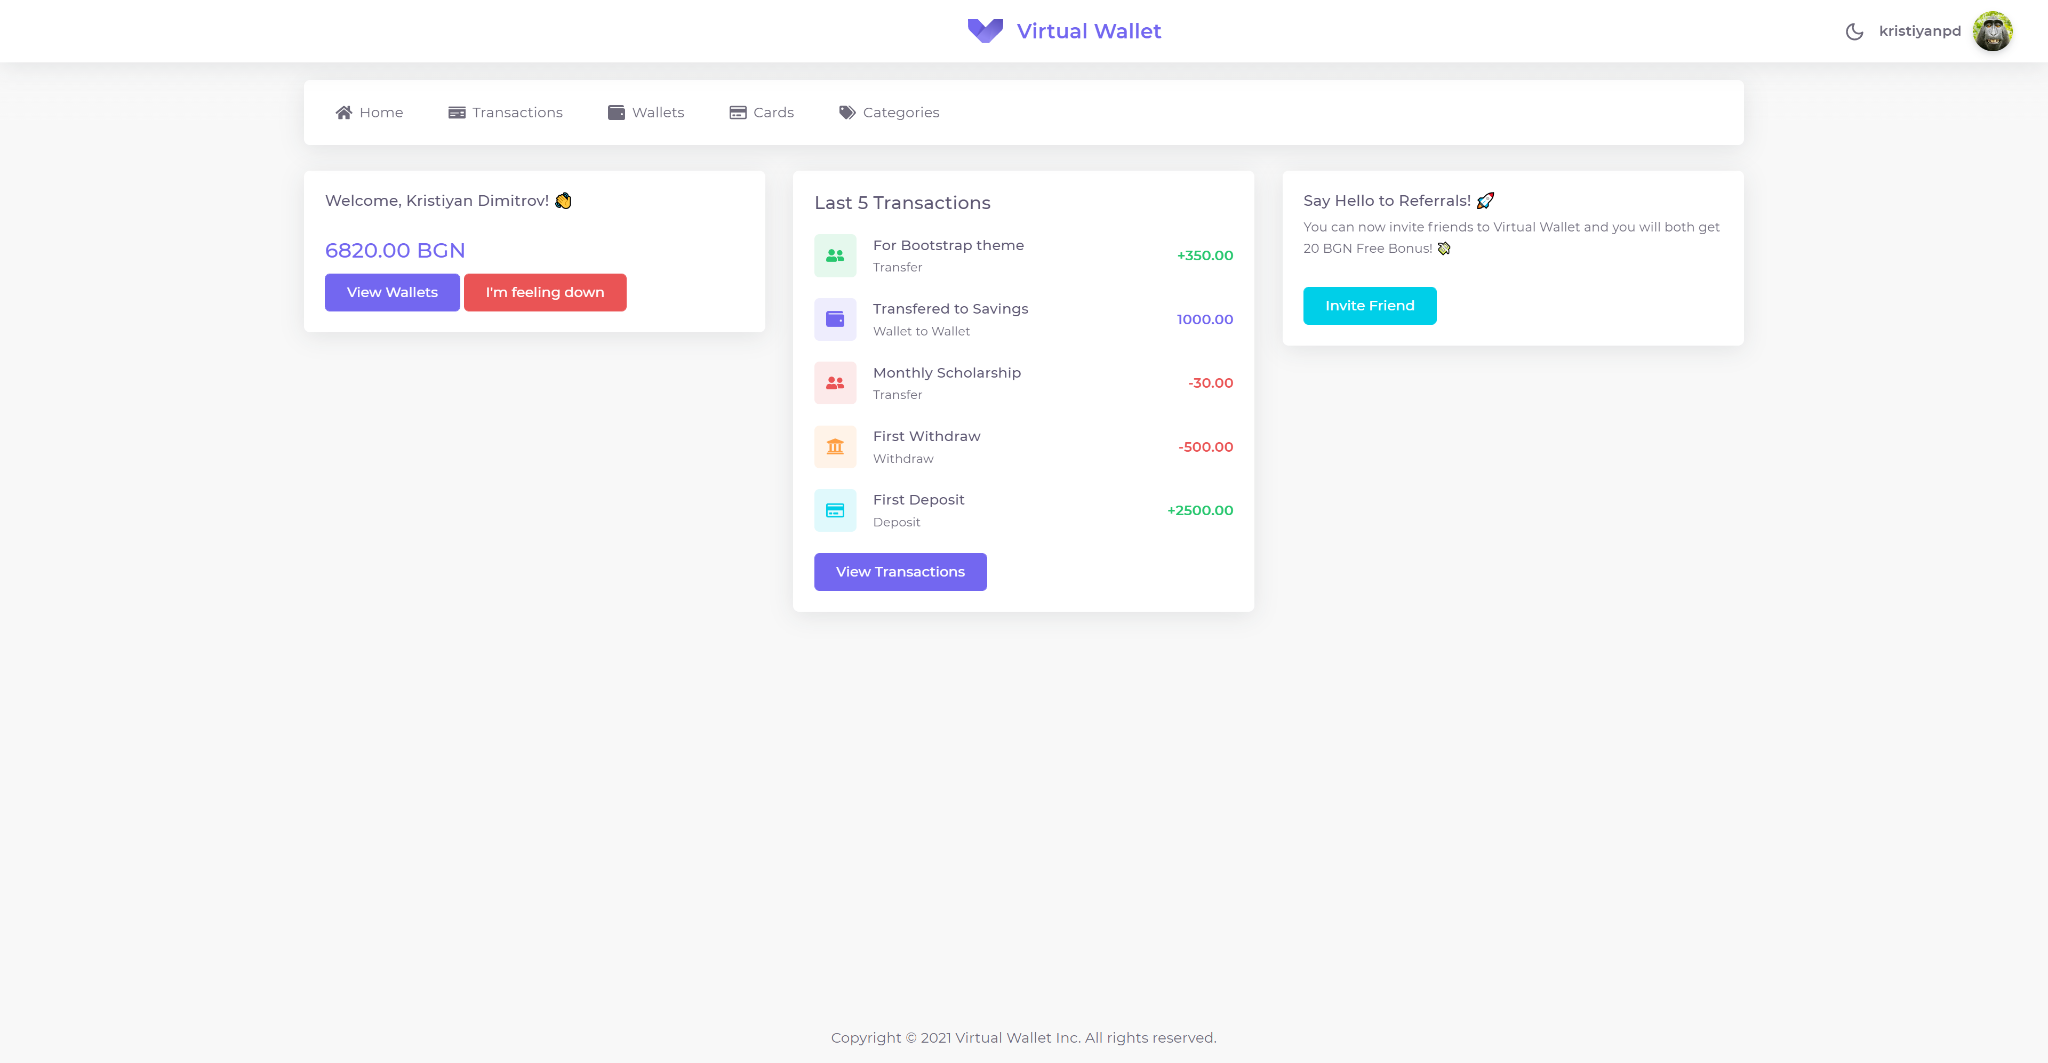 Virtual Wallet
kristiyanpd
Home Transactions Wallets Cards Categories
Welcome, Kristiyan Dimitrov!
6820.00 BGN
View Wallets I'm feeling down
Last 5 Transactions
For Bootstrap theme
Transfer
+350.00
Transfered to Savings
Wallet to Wallet
1000.00
Monthly Scholarship
Transfer
-30.00
First Withdraw
Withdraw
-500.00
First Deposit
Deposit
+2500.00
View Transactions
Say Hello to Referrals!
You can now invite friends to Virtual Wallet and you will both get
20 BGN Free Bonus!
Invite Friend
Copyright © 2021 Virtual Wallet Inc. All rights reserved.